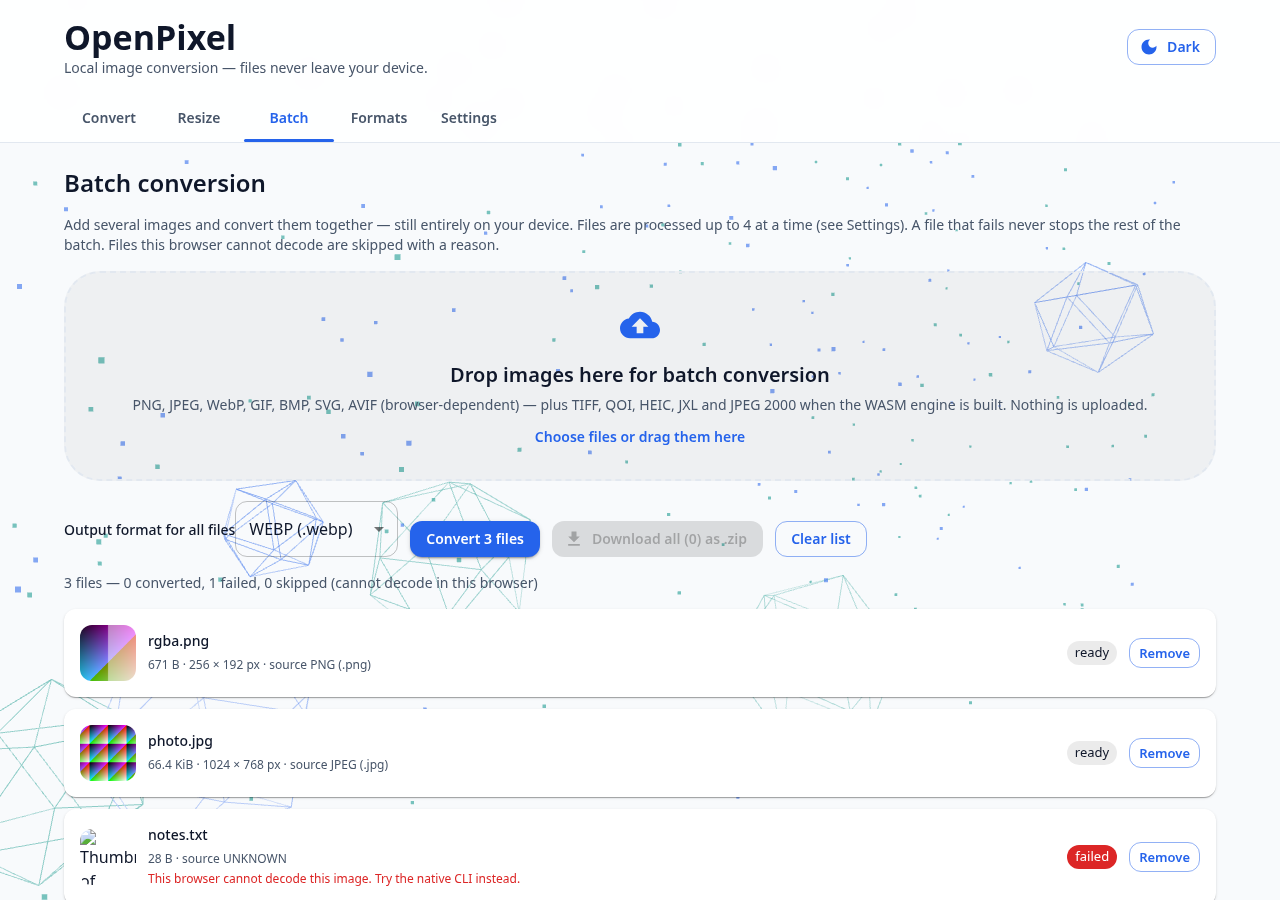 OpenPixel
Local image conversion — files never leave your device.
Dark
Convert Resize Batch Formats Settings
Batch conversion
Add several images and convert them together — still entirely on your device. Files are processed up to 4 at a time (see Settings). A file that fails never stops the rest of the
batch. Files this browser cannot decode are skipped with a reason.
Drop images here for batch conversion
PNG, JPEG, WebP, GIF, BMP, SVG, AVIF (browser-dependent) — plus TIFF, QOI, HEIC, JXL and JPEG 2000 when the WASM engine is built. Nothing is uploaded.
Choose files or drag them here
Output format for all files WEBP (.webp) Convert 3 files Download all (0) as .zip Clear list
3 files — 0 converted, 1 failed, 0 skipped (cannot decode in this browser)
rgba.png
671 B · 256 × 192 px · source PNG (.png)
ready Remove
photo.jpg
66.4 KiB · 1024 × 768 px · source JPEG (.jpg)
ready Remove
Thumb
of
notes.txt
28 B · source UNKNOWN
This browser cannot decode this image. Try the native CLI instead.
failed Remove